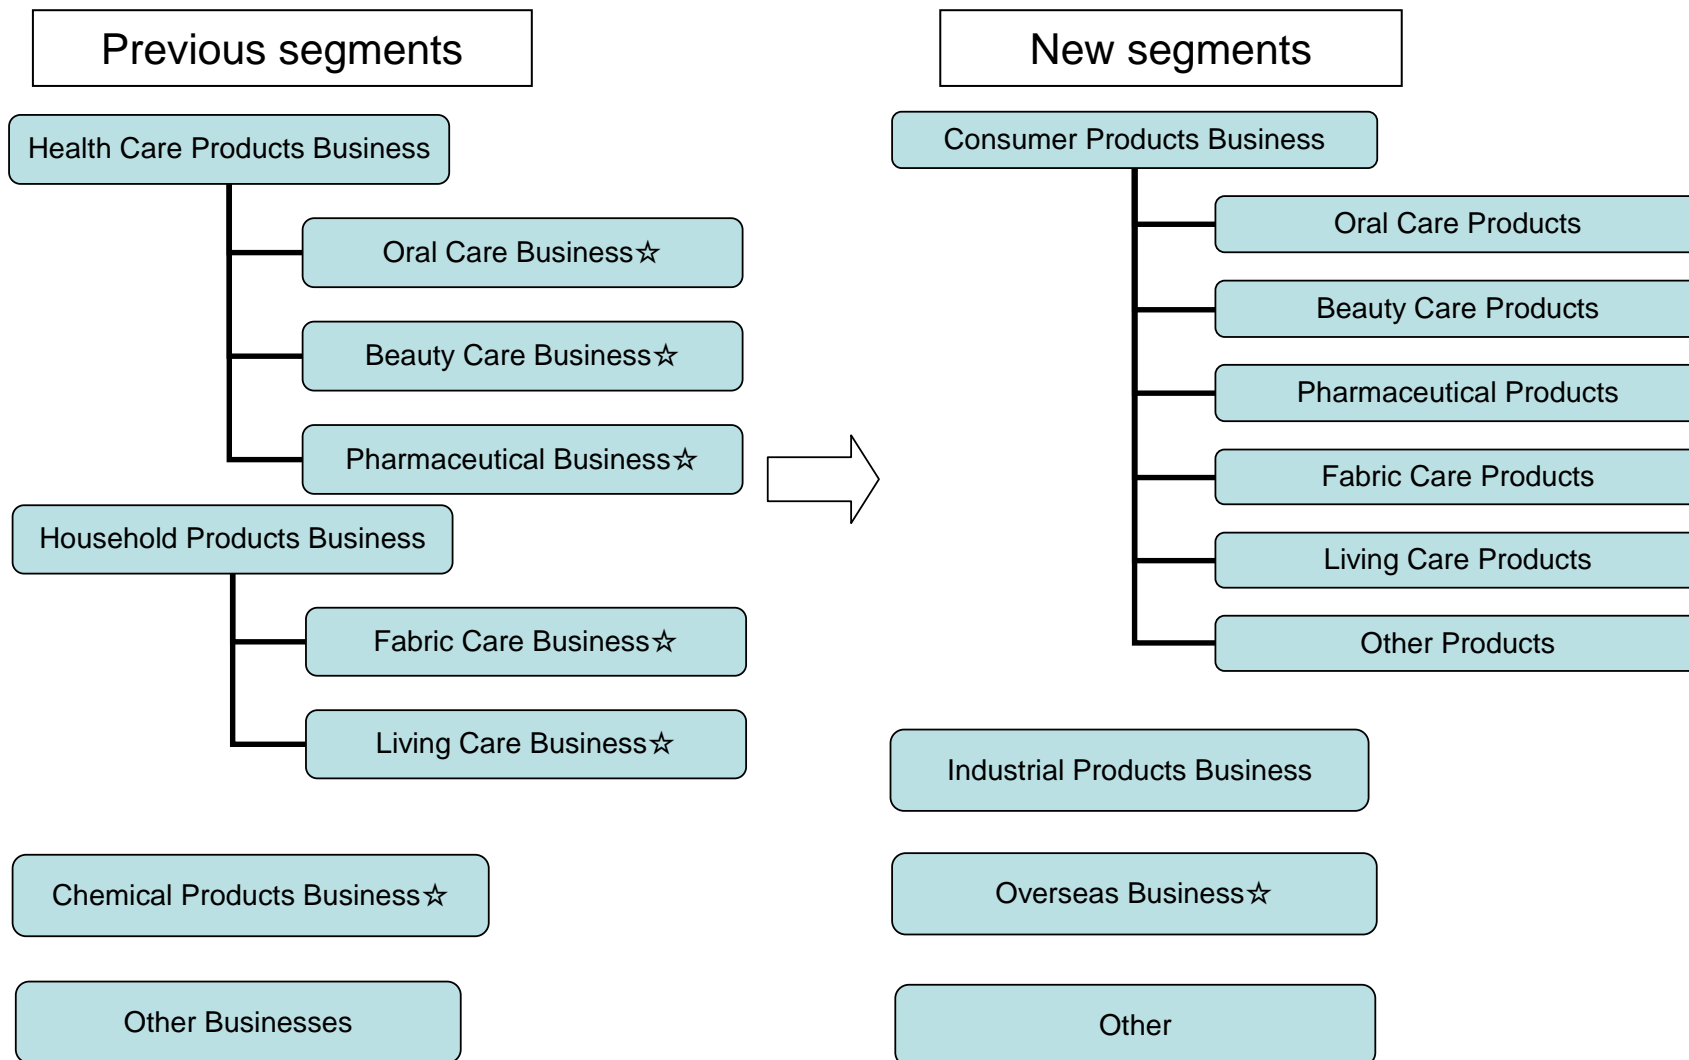 Previous segments
Health Care Products Business
Oral Care Business☆
Beauty Care Business☆
Pharmaceutical Business☆
Household Products Business
Fabric Care Business☆
Living Care Business☆
Chemical Products Business☆
Other Businesses
New segments
Consumer Products Business
Oral Care Products
Beauty Care Products
Pharmaceutical Products
Fabric Care Products
Living Care Products
Other Products
Industrial Products Business
Overseas Business☆
Other